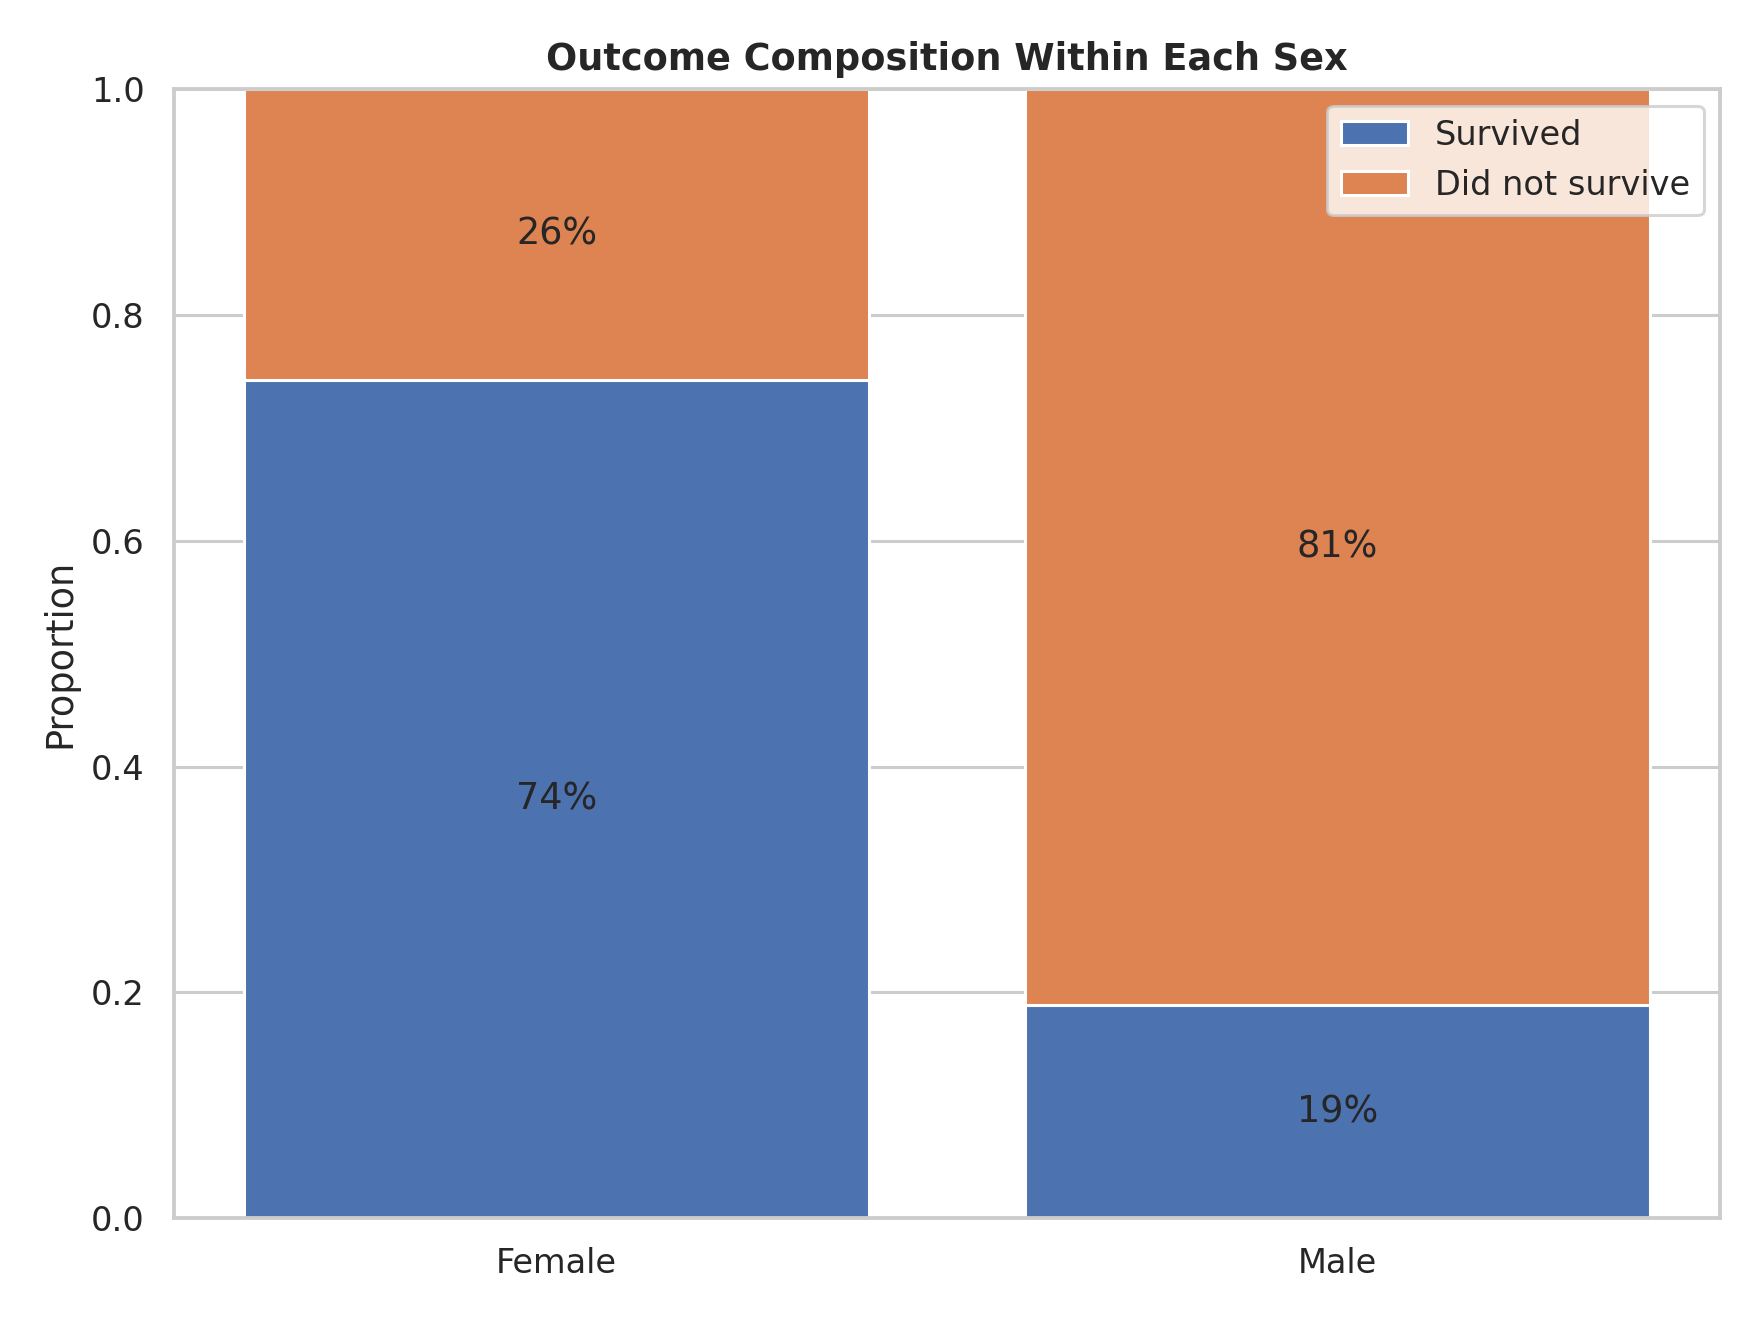 Outcome Composition Within Each Sex
1.0
0.8
0.6
0.4
0.2
0.0
Proportion
Survived
Did not survive
26%
74%
81%
19%
Female
Male